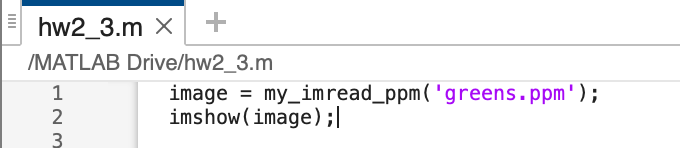 hw2_3.m
/MATLAB Drive/hw2_3.m
1 image = my_imread_ppm('greens.ppm');
2 imshow(image);
3